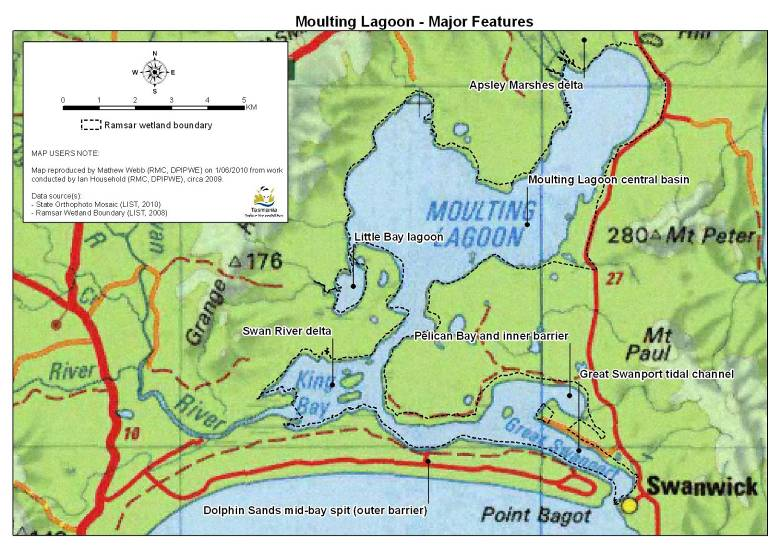 Moulting Lagoon - Major Features
N
W E
S
0 1 2 3 4 5
KM
Ramsar wetland boundary
MAP USERS NOTE:
Map reproduced by Mathew Webb (RMC, DPIPWE) on 1/06/2010 from work
conducted by Ian Household (RMC, DPIPWE), circa 2009.
Data source(s):
- State Orthophoto Mosaic (LIST, 2010)
- Ramsar Wetland Boundary (LIST, 2008)
Tasmania
Apsley Marshes delta
Moulting Lagoon central basin
MOULTING
LAGOON
Little Bay lagoon
280 Mt Peter
176
27
Grange
Swan River delta
Pelican Bay and inner barrier
Mt
Paul
Great Swanport tidal channel
King
Bay
River
River
Great Swanport
10
Swanwick
Dolphin Sands mid-bay spit (outer barrier)
Point Bagot